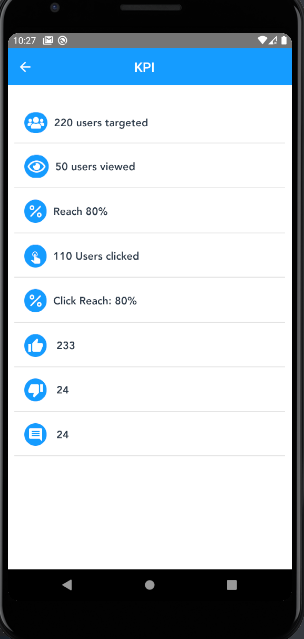 10:27
KPI
220 users targeted
50 users viewed
Reach 80%
110 Users clicked
Click Reach: 80%
233
24
24